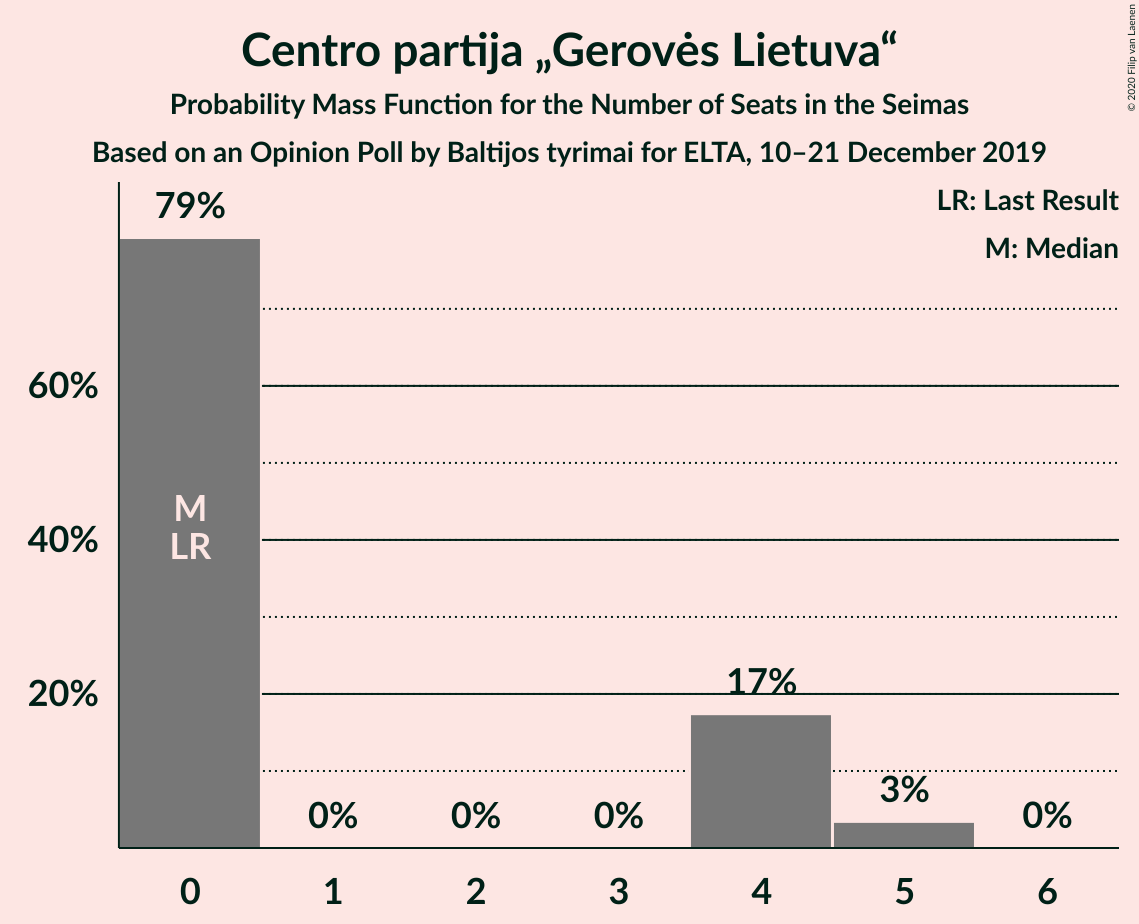 Centro partija „Gerovės Lietuva“
Probability Mass Function for the Number of Seats in the Seimas
Based on an Opinion Poll by Baltijos tyrimai for ELTA, 10–21 December 2019
© 2020 Filip van Laenen
LR: Last Result
M: Median
79%
60%
40%
20%
M
LR
0%
0%
0%
17%
3%
0%
0
1
2
3
4
5
6